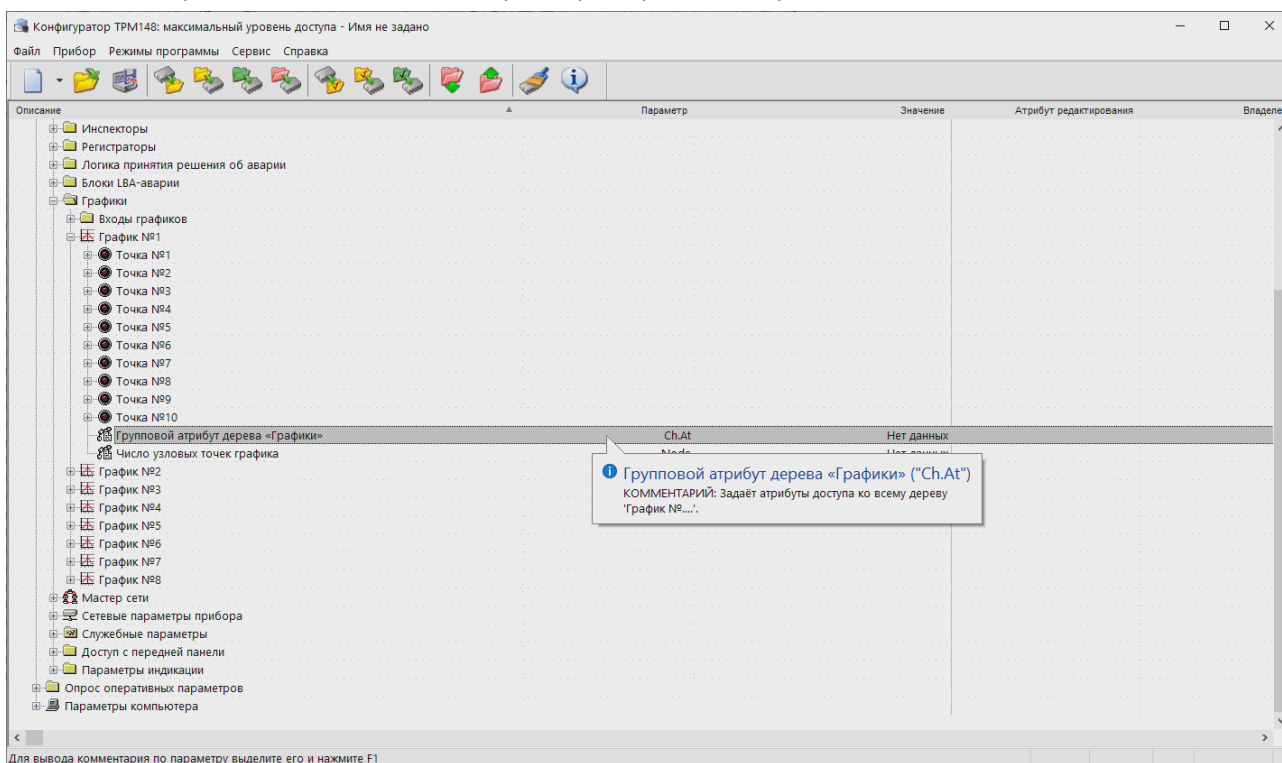 Конфигуратор ТРМ148: максимальный уровень доступа - Имя не задано
Файл Прибор Режимы программы Сервис Справка
Описание Параметр Значение Атрибут редактирования Владеле
Инспекторы
Регистраторы
Логика принятия решения об аварии
Блоки LBA-аварии
Графики
Входы графиков
График №1
Точка №1
Точка №2
Точка №3
Точка №4
Точка №5
Точка №6
Точка №7
Точка №8
Точка №9
Точка №10
Групповой атрибут дерева «Графики» Ch.At Нет данных
Число узловых точек графика Node Нет данных
График №2
Групповой атрибут дерева «Графики» ("Ch.At")
График №3
КОММЕНТАРИЙ: Задаёт атрибуты доступа ко всему дереву
График №4
'График №....'.
График №5
График №6
График №7
График №8
Мастер сети
Сетевые параметры прибора
Служебные параметры
Доступ с передней панели
Параметры индикации
Опрос оперативных параметров
Параметры компьютера
Для вывода комментария по параметру выделите его и нажмите F1